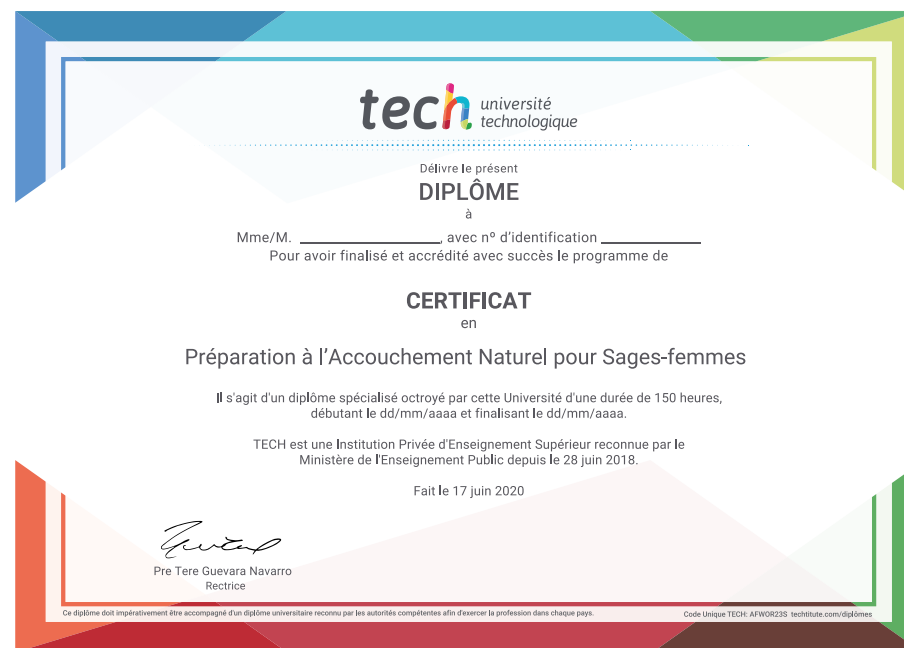 tech université
technologique
Délivre le présent
DIPLÔME
à
Mme/M. ____________________, avec nº d'identification ______________
Pour avoir finalisé et accrédité avec succès le programme de
CERTIFICAT
en
Préparation à l'Accouchement Naturel pour Sages-femmes
Il s'agit d'un diplôme spécialisé octroyé par cette Université d'une durée de 150 heures,
débutant le dd/mm/aaaa et finalisant le dd/mm/aaaa.
TECH est une Institution Privée d'Enseignement Supérieur reconnue par le
Ministère de l'Enseignement Public depuis le 28 juin 2018.
Fait le 17 juin 2020
Pre Tere Guevara Navarro
Rectrice
Ce diplôme doit impérativement être accompagné d'un diplôme universitaire reconnu par les autorités compétentes afin d'exercer la profession dans chaque pays.
Code Unique TECH: AFWOR23S techtitute.com/diplômes